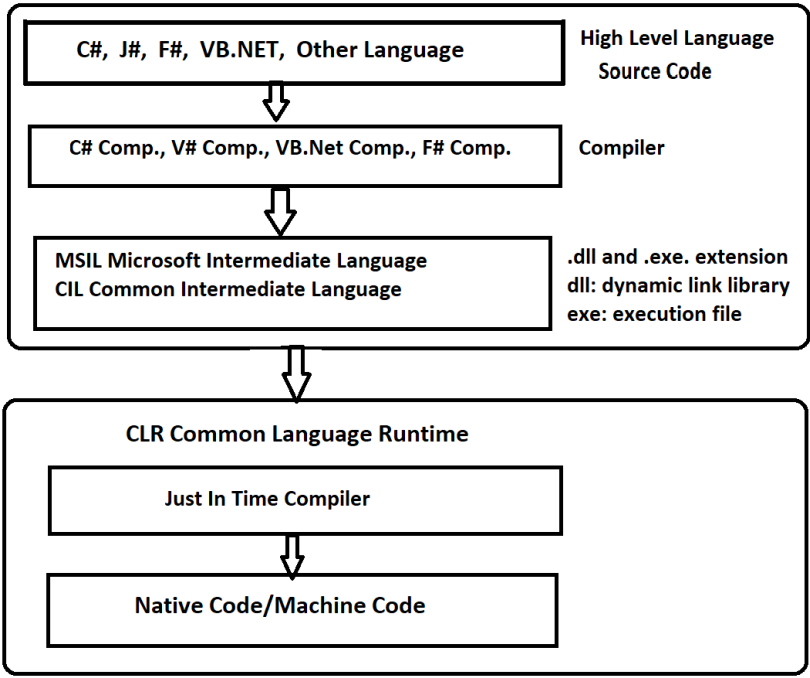 C#, J#, F#, VB.NET, Other Language
High Level Language
Source Code
C# Comp., V# Comp., VB.Net Comp., F# Comp.
Compiler
MSIL Microsoft Intermediate Language
CIL Common Intermediate Language
.dll and .exe. extension
dll: dynamic link library
exe: execution file
CLR Common Language Runtime
Just In Time Compiler
Native Code/Machine Code